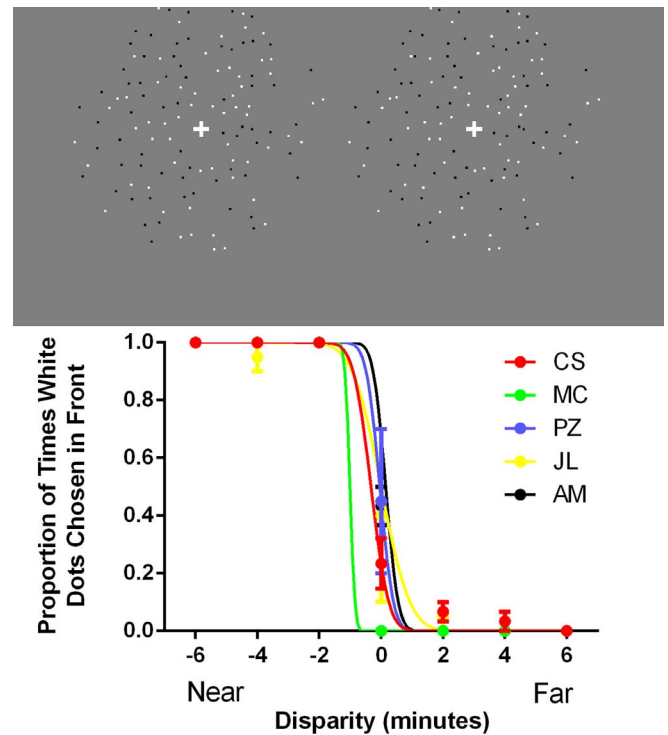 1.0
0.8
0.6
0.4
0.2
0.0
Proportion of Times White
Dots Chosen in Front
CS
MC
PZ
JL
AM
-6 -4 -2 0 2 4 6
Near Far
Disparity (minutes)